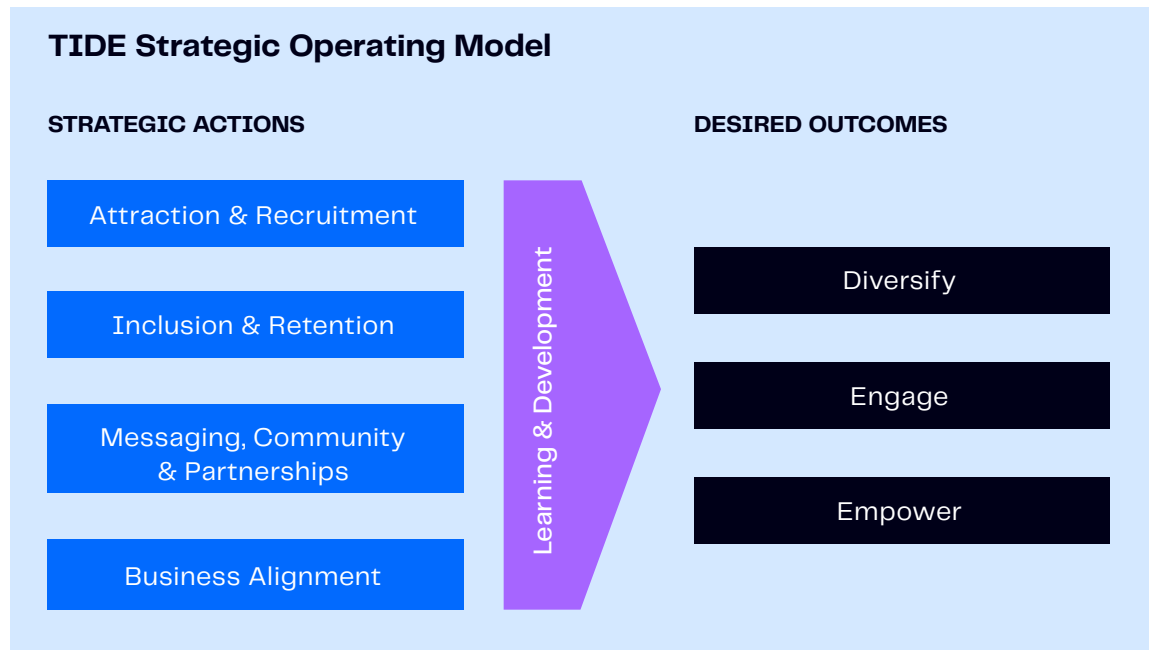 TIDE Strategic Operating Model
STRATEGIC ACTIONS
Attraction & Recruitment
Inclusion & Retention
Messaging, Community
& Partnerships
Business Alignment
Learning & Development
DESIRED OUTCOMES
Diversify
Engage
Empower